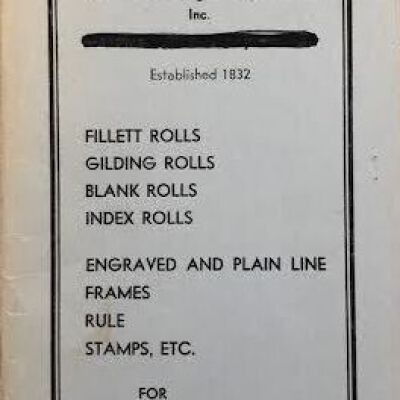 Inc.
Established 1832
FILLETT ROLLS
GILDING ROLLS
BLANK ROLLS
INDEX ROLLS
ENGRAVED AND PLAIN LINE
FRAMES
RULE
STAMPS, ETC.
FOR